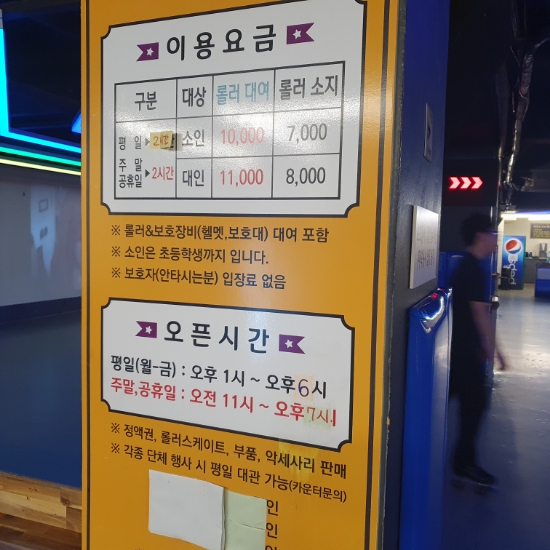 이용요금
구분 대상 롤러 대여 롤러 소지
평 일 ▶ 2시간 소인 10,000 7,000
주 말
공휴일 ▶ 2시간 대인 11,000 8,000
※ 롤러&보호장비(헬멧,보호대) 대여 포함
※ 소인은 초등학생까지 입니다.
※ 보호자(안타시는분) 입장료 없음
오픈시간
평일(월-금) : 오후 1시 ~ 오후6시
주말,공휴일 : 오전 11시 ~ 오후7시
※ 정액권, 롤러스케이트, 부품, 악세사리 판매
※ 각종 단체 행사 시 평일 대관 가능(카운터문의)
인
인
인
pepsi